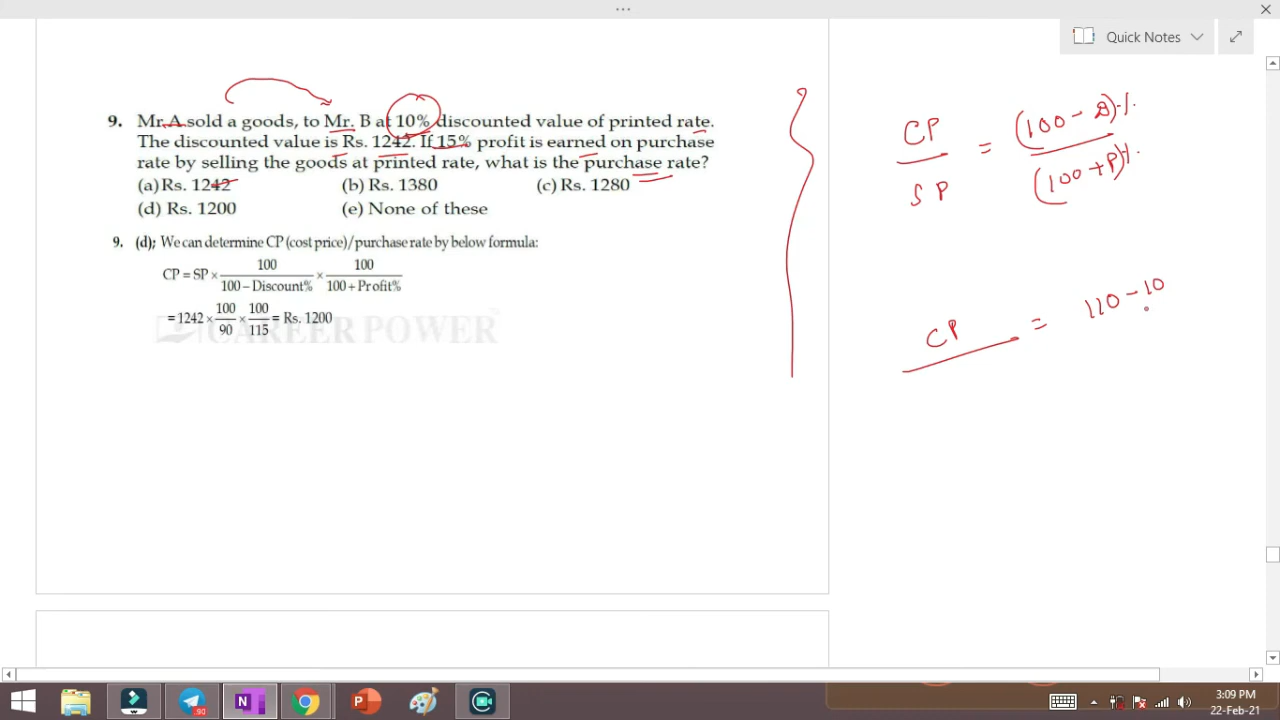 Quick Notes
9. Mr.A sold a goods, to Mr. B at 10% discounted value of printed rate.
The discounted value is Rs. 1242. If 15% profit is earned on purchase
rate by selling the goods at printed rate, what is the purchase rate?
(a) Rs. 1242 (b) Rs. 1380 (c) Rs. 1280
(d) Rs. 1200 (e) None of these
9. (d); We can determine CP (cost price)/purchase rate by below formula:
CP = SP × 100/100 – Discount% × 100/100 + Profit%
= 1242 × 100/90 × 100/115 = Rs. 1200
CAREER POWER
CP/SP = (100 - D)%/(100 + P)%
CP = 110 - 10
90
3:09 PM
22-Feb-21